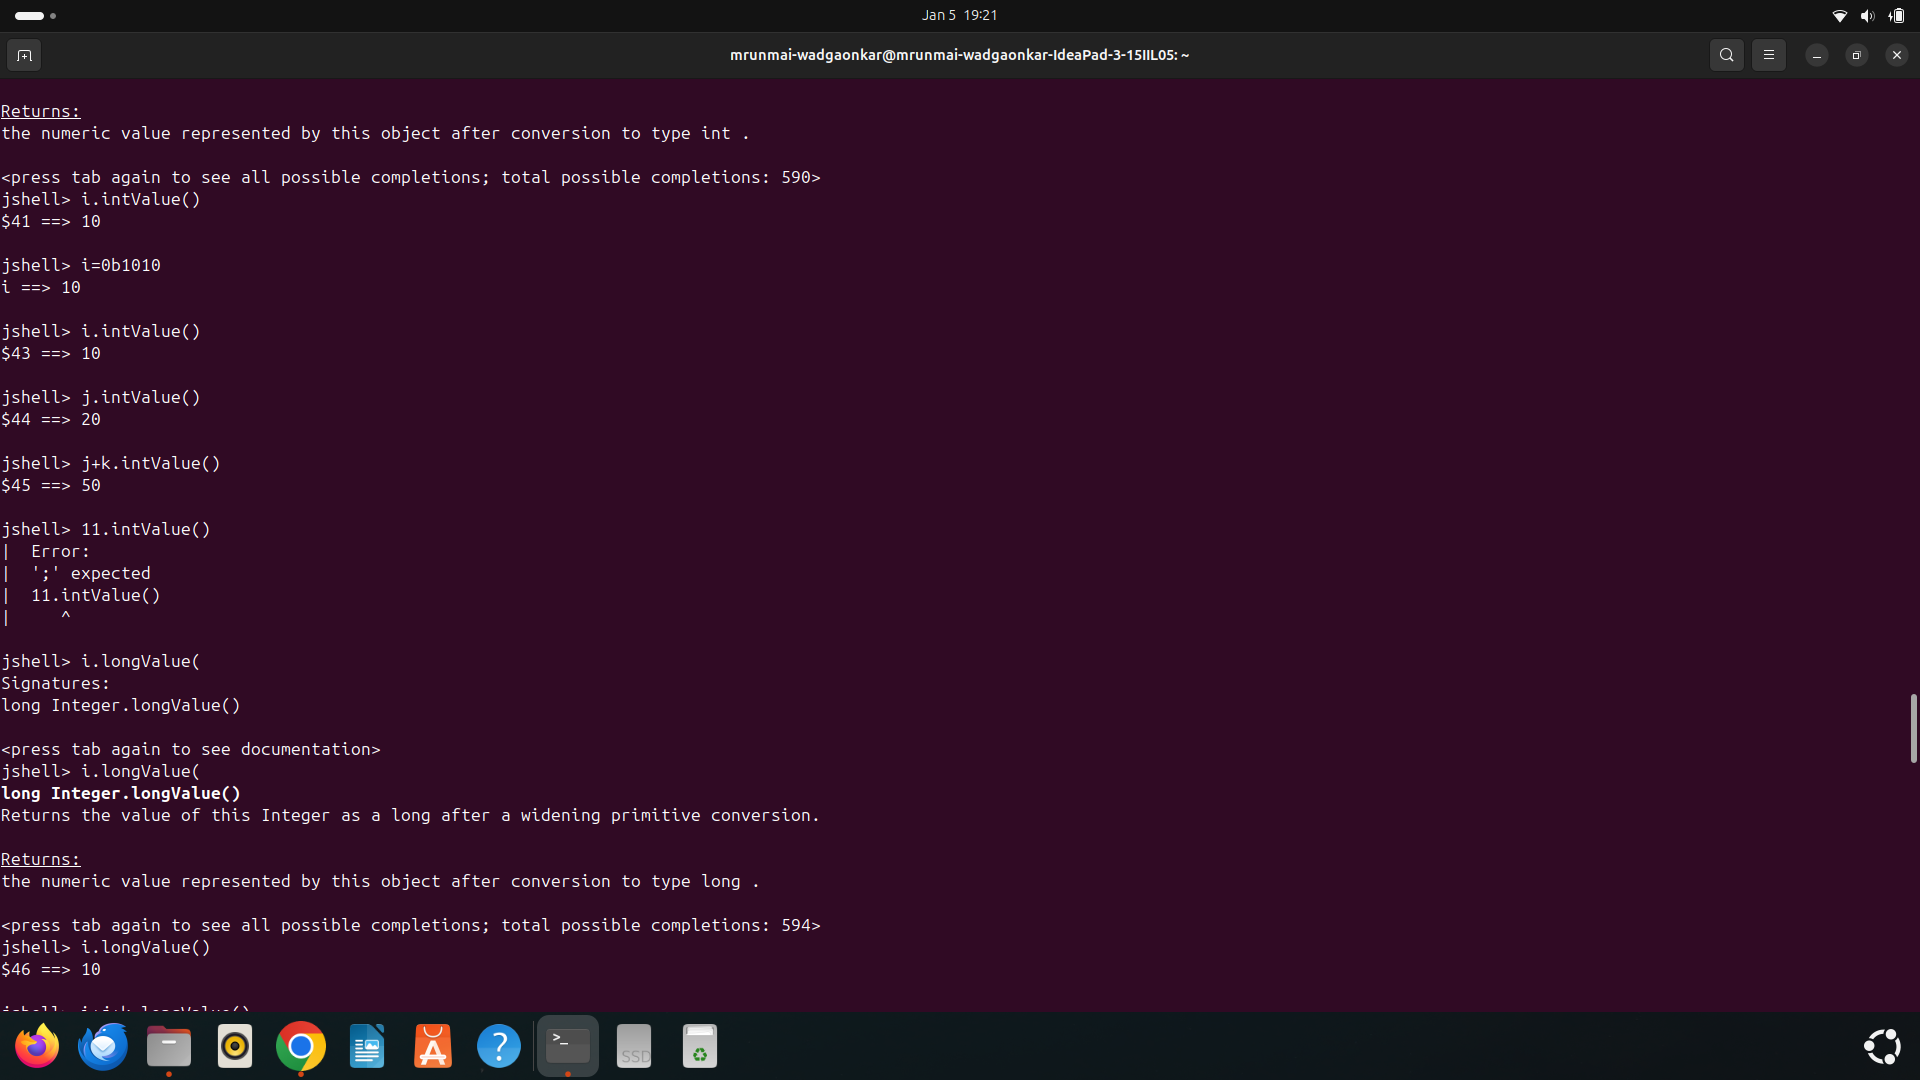 Jan 5 19:21
mrunmai-wadgaonkar@mrunmai-wadgaonkar-IdeaPad-3-15IIL05: ~
Returns:
the numeric value represented by this object after conversion to type int .
<press tab again to see all possible completions; total possible completions: 590>
jshell> i.intValue()
$41 ==> 10
jshell> i=0b1010
i ==> 10
jshell> i.intValue()
$43 ==> 10
jshell> j.intValue()
$44 ==> 20
jshell> j+k.intValue()
$45 ==> 50
jshell> 11.intValue()
|  Error:
|  ';' expected
|  11.intValue()
|     ^
jshell> i.longValue(
Signatures:
long Integer.longValue()
<press tab again to see documentation>
jshell> i.longValue(
long Integer.longValue()
Returns the value of this Integer as a long after a widening primitive conversion.
Returns:
the numeric value represented by this object after conversion to type long .
<press tab again to see all possible completions; total possible completions: 594>
jshell> i.longValue()
$46 ==> 10
>_
SSD